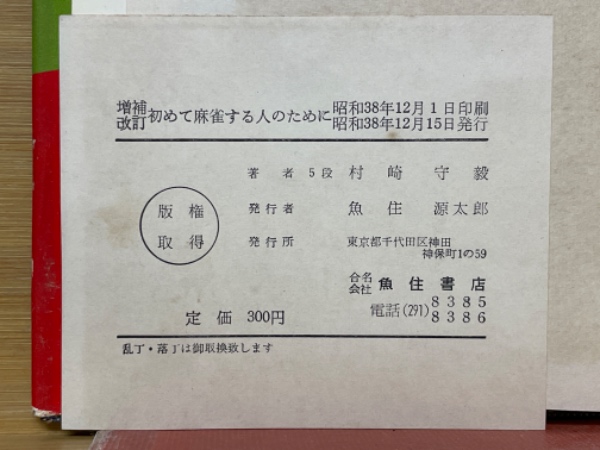 増補改訂 初めて麻雀する人のために 昭和38年12月1日印刷
昭和38年12月15日発行
著者 5段 村崎守毅
発行者 魚住源太郎
発行所 東京都千代田区神田
神保町1の59
合名会社 魚住書店
電話(291) 8385
8386
版権
取得
定価 300円
乱丁・落丁は御取換致します